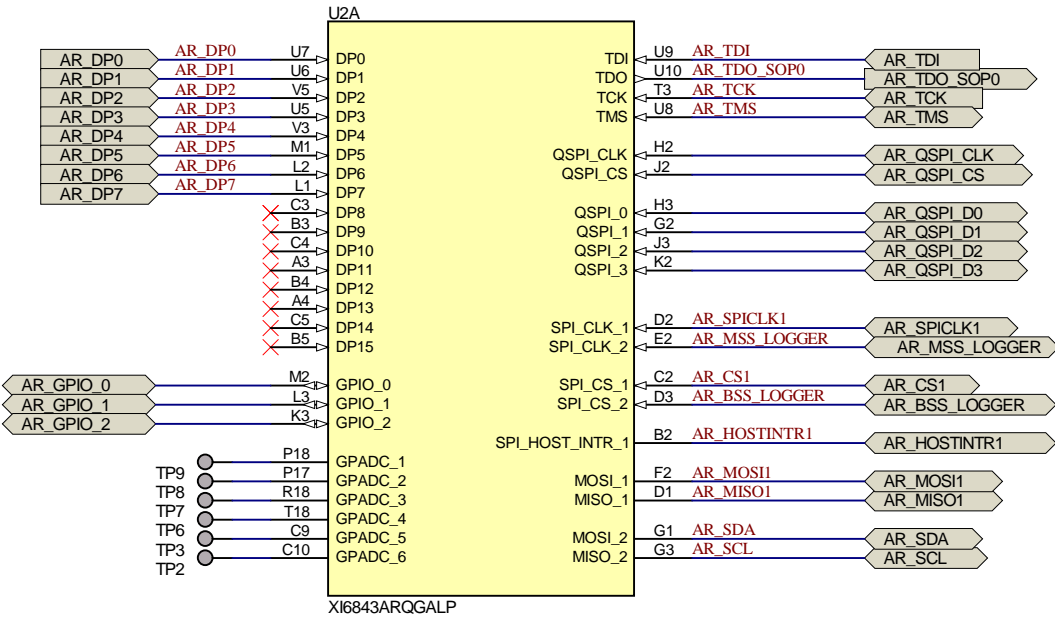 U2A
AR_DP0 AR_DP0 U7 DP0 TDI U9 AR_TDI AR_TDI
AR_DP1 AR_DP1 U6 DP1 TDO U10 AR_TDO_SOP0 AR_TDO_SOP0
AR_DP2 AR_DP2 V5 DP2 TCK T3 AR_TCK AR_TCK
AR_DP3 AR_DP3 U5 DP3 TMS U8 AR_TMS AR_TMS
AR_DP4 AR_DP4 V3 DP4
AR_DP5 AR_DP5 M1 DP5 QSPI_CLK H2 AR_QSPI_CLK
AR_DP6 AR_DP6 L2 DP6 QSPI_CS J2 AR_QSPI_CS
AR_DP7 AR_DP7 L1 DP7
C3 DP8 QSPI_0 H3 AR_QSPI_D0
B3 DP9 QSPI_1 G2 AR_QSPI_D1
C4 DP10 QSPI_2 J3 AR_QSPI_D2
A3 DP11 QSPI_3 K2 AR_QSPI_D3
B4 DP12
A4 DP13
C5 DP14 SPI_CLK_1 D2 AR_SPICLK1 AR_SPICLK1
B5 DP15 SPI_CLK_2 E2 AR_MSS_LOGGER AR_MSS_LOGGER
AR_GPIO_0 M2 GPIO_0 SPI_CS_1 C2 AR_CS1 AR_CS1
AR_GPIO_1 L3 GPIO_1 SPI_CS_2 D3 AR_BSS_LOGGER AR_BSS_LOGGER
AR_GPIO_2 K3 GPIO_2
SPI_HOST_INTR_1 B2 AR_HOSTINTR1 AR_HOSTINTR1
TP9 P18 GPADC_1
TP8 P17 GPADC_2 MOSI_1 F2 AR_MOSI1 AR_MOSI1
TP7 R18 GPADC_3 MISO_1 D1 AR_MISO1 AR_MISO1
TP6 T18 GPADC_4
TP3 C9 GPADC_5 MOSI_2 G1 AR_SDA AR_SDA
TP2 C10 GPADC_6 MISO_2 G3 AR_SCL AR_SCL
XI6843ARQGALP